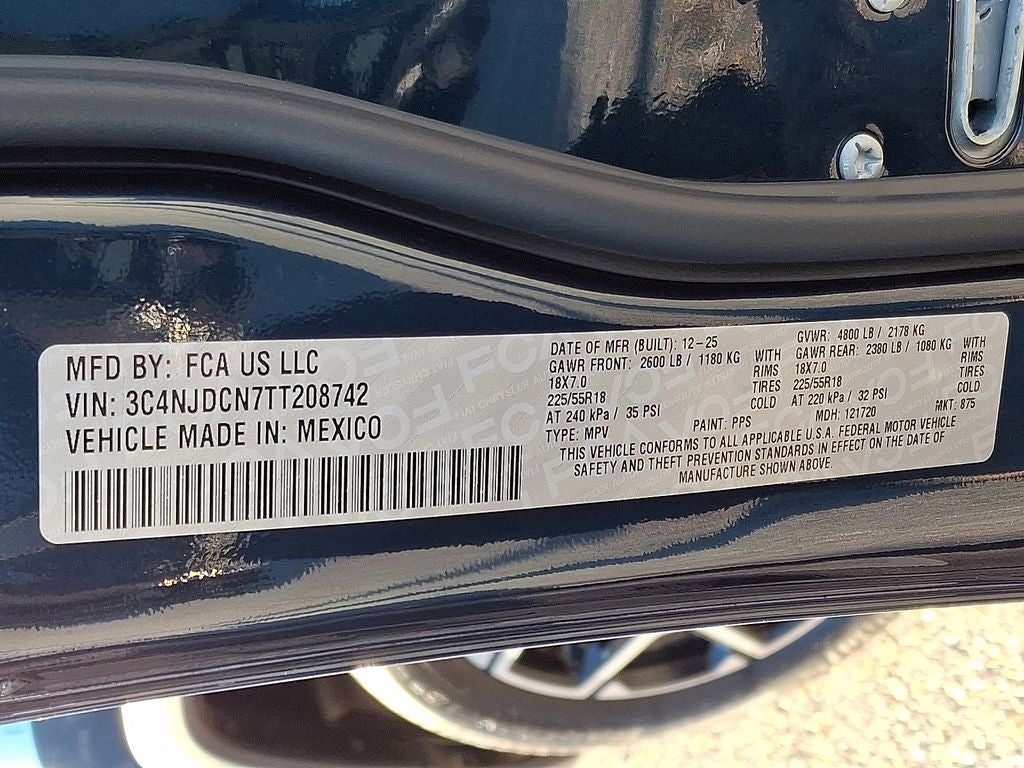 MFD BY: FCA US LLC
VIN: 3C4NJDCN7TT208742
VEHICLE MADE IN: MEXICO
DATE OF MFR (BUILT): 12-25
GAWR FRONT: 2600 LB / 1180 KG
18X7.0
225/55R18
AT 240 kPa / 35 PSI
TYPE: MPV
WITH
RIMS
TIRES
COLD
GVWR: 4800 LB / 2178 KG
GAWR REAR: 2380 LB / 1080 KG
18X7.0
225/55R18
AT 220 kPa / 32 PSI
WITH
RIMS
TIRES
COLD
PAINT: PPS
MDH: 121720
MKT: 875
THIS VEHICLE CONFORMS TO ALL APPLICABLE U.S.A. FEDERAL MOTOR VEHICLE
SAFETY AND THEFT PREVENTION STANDARDS IN EFFECT ON THE DATE OF
MANUFACTURE SHOWN ABOVE.